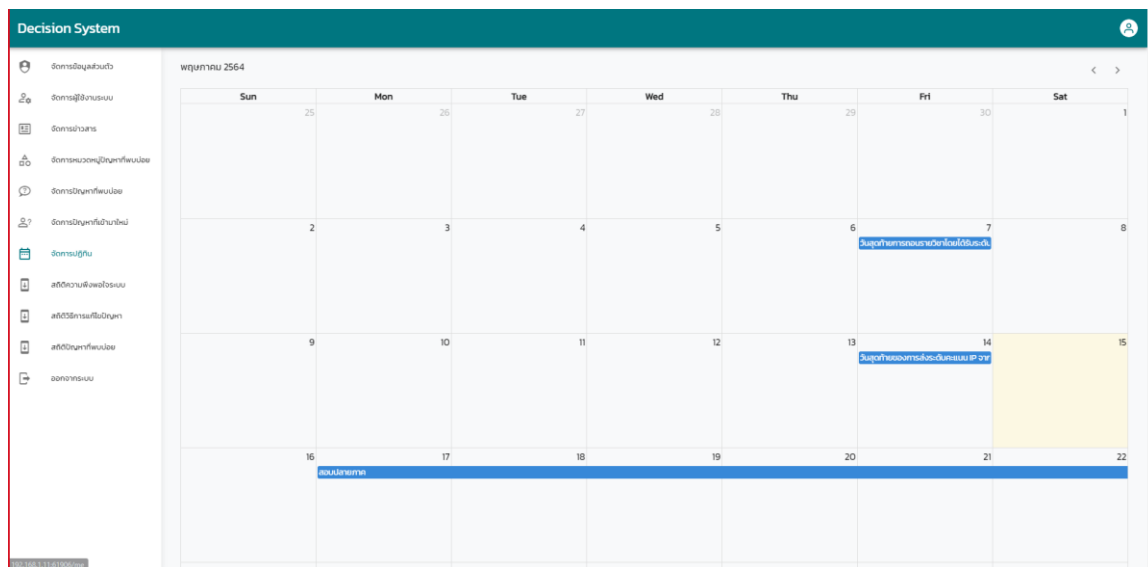 Decision System
จัดการข้อมูลส่วนตัว
จัดการผู้ใช้งานระบบ
จัดการข่าวสาร
จัดการหมวดหมู่ปัญหาที่พบบ่อย
จัดการปัญหาที่พบบ่อย
จัดการปัญหาที่เข้ามาใหม่
จัดการปฏิทิน
สถิติความพึงพอใจระบบ
สถิติวิธีการแก้ไขปัญหา
สถิติปัญหาที่พบบ่อย
ออกจากระบบ
พฤษภาคม 2564
Sun Mon Tue Wed Thu Fri Sat
25 26 27 28 29 30 1
2 3 4 5 6 7 8
วันสุดท้ายการถอนรายวิชาโดยได้รับระดับ
9 10 11 12 13 14 15
วันสุดท้ายของการส่งระดับคะแนน IP จาก
16 17 18 19 20 21 22
สอบปลายภาค